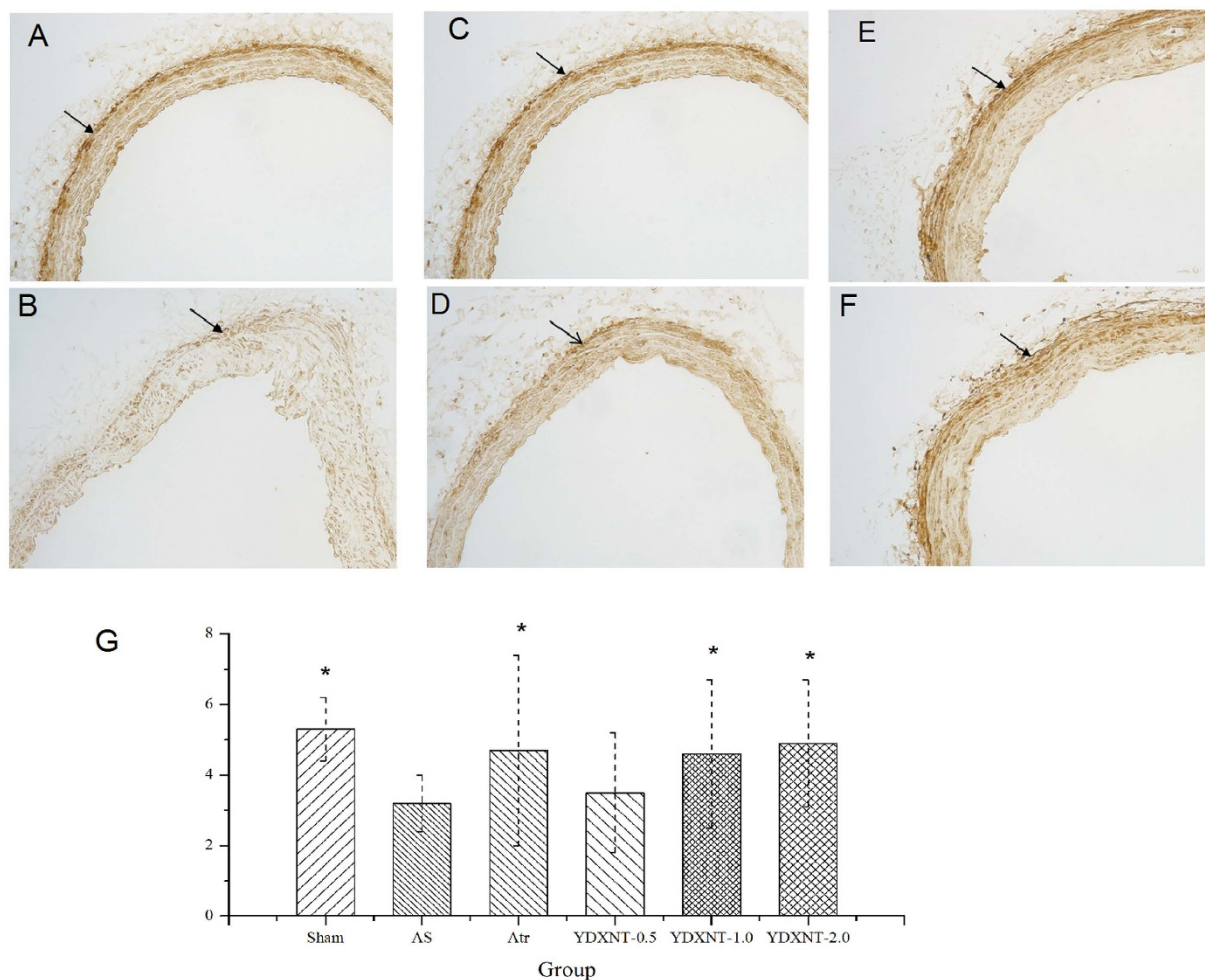 A
C
E
B
D
F
G
8
6
4
2
0
*
*
*
*
Sham
AS
Atr
YDXNT-0.5
YDXNT-1.0
YDXNT-2.0
Group